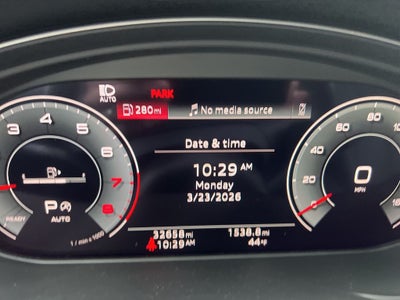 AUTO
PARK
280 mi
No media source
Date & time
10:29 AM
Monday
3/23/2026
3 4 5 6 7 8
READY
P AUTO
1 / min x 1000
0 MPH
0 20 40 60 80
32658 mi
1538.8 mi
10:29 AM
44°F